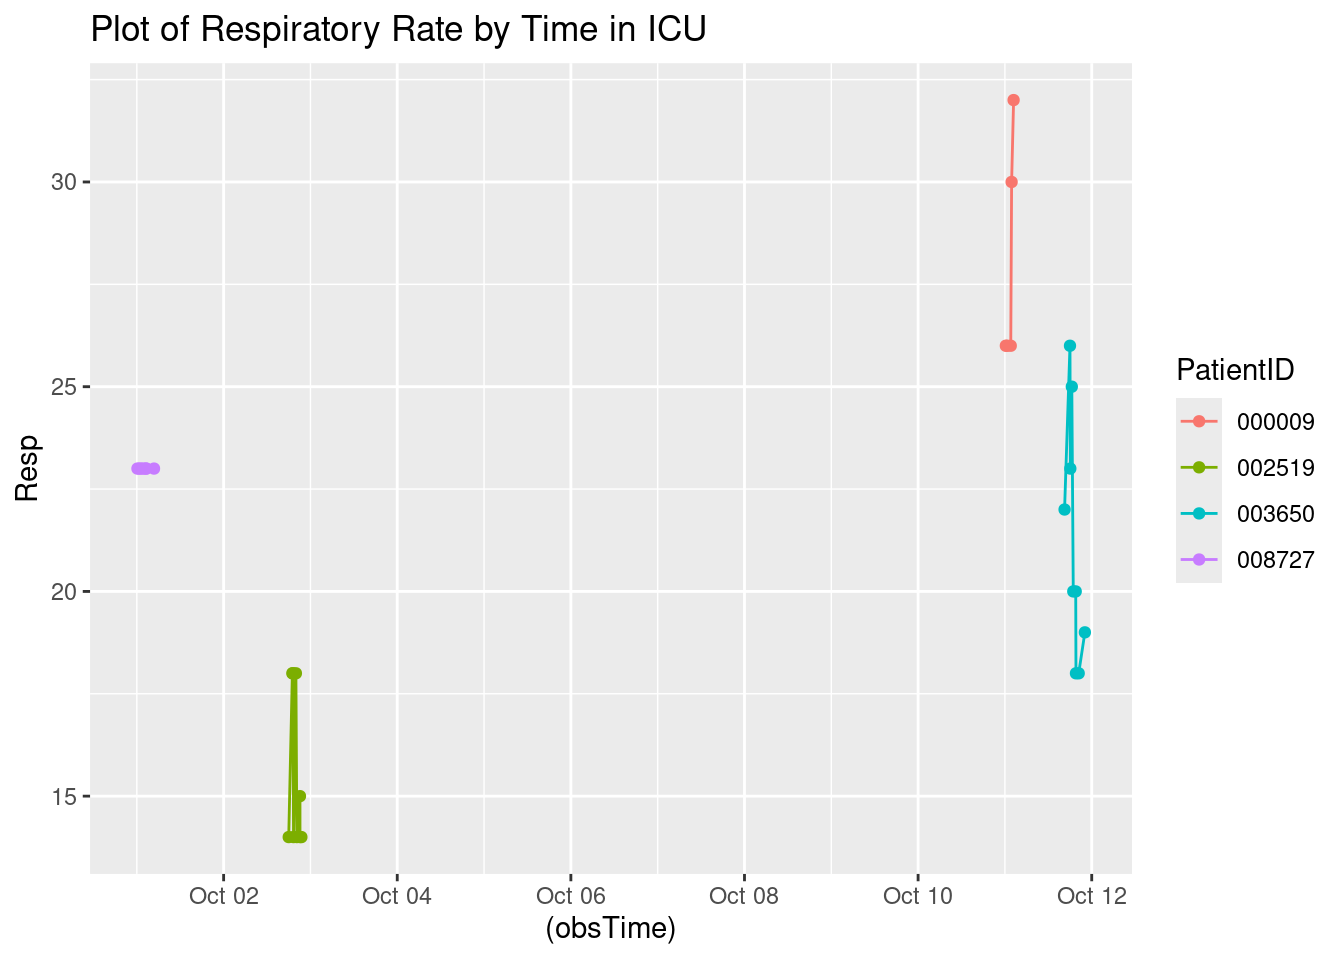 Plot of Respiratory Rate by Time in ICU
30
25
20
15
Resp
Oct 02
Oct 04
Oct 06
Oct 08
Oct 10
Oct 12
(obsTime)
PatientID
000009
002519
003650
008727